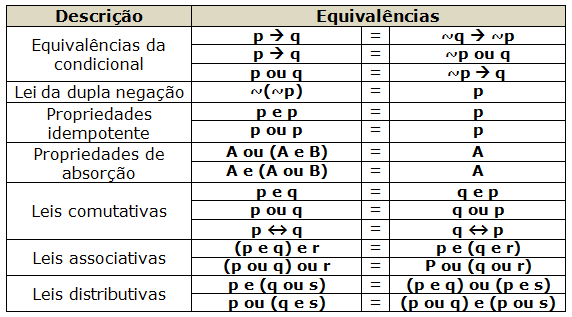 Descrição Equivalências
Equivalências da condicional
p → q = ~q → ~p
p → q = ~p ou q
p ou q = ~p → q
Lei da dupla negação ~(~p) = p
Propriedades idempotente
p e p = p
p ou p = p
Propriedades de absorção
A ou (A e B) = A
A e (A ou B) = A
Leis comutativas
p e q = q e p
p ou q = q ou p
p ↔ q = q ↔ p
Leis associativas
(p e q) e r = p e (q e r)
(p ou q) ou r = P ou (q ou r)
Leis distributivas
p e (q ou s) = (p e q) ou (p e s)
p ou (q e s) = (p ou q) e (p ou s)